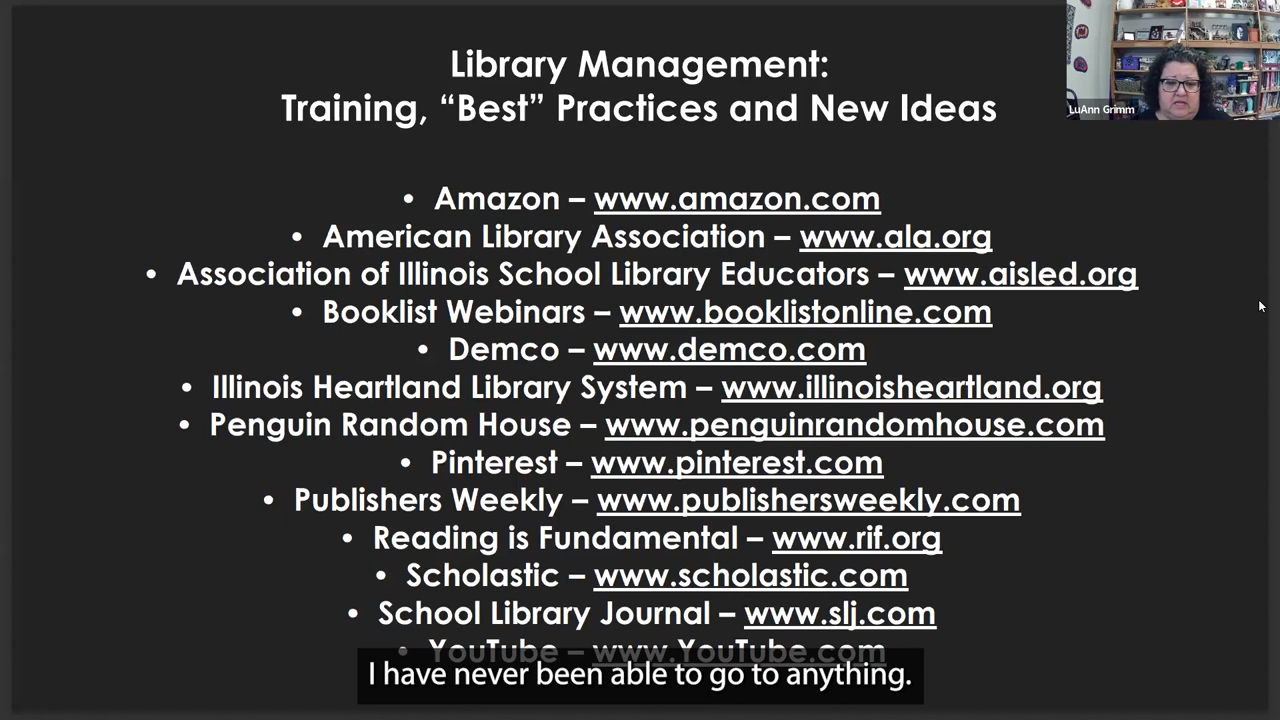 Library Management:
Training, “Best” Practices and New Ideas
LuAnn Grimm
• Amazon – www.amazon.com
• American Library Association – www.ala.org
• Association of Illinois School Library Educators – www.aisled.org
• Booklist Webinars – www.booklistonline.com
• Demco – www.demco.com
• Illinois Heartland Library System – www.illinoisheartland.org
• Penguin Random House – www.penguinrandomhouse.com
• Pinterest – www.pinterest.com
• Publishers Weekly – www.publishersweekly.com
• Reading is Fundamental – www.rif.org
• Scholastic – www.scholastic.com
• School Library Journal – www.slj.com
• YouTube – www.YouTube.com
I have never been able to go to anything.